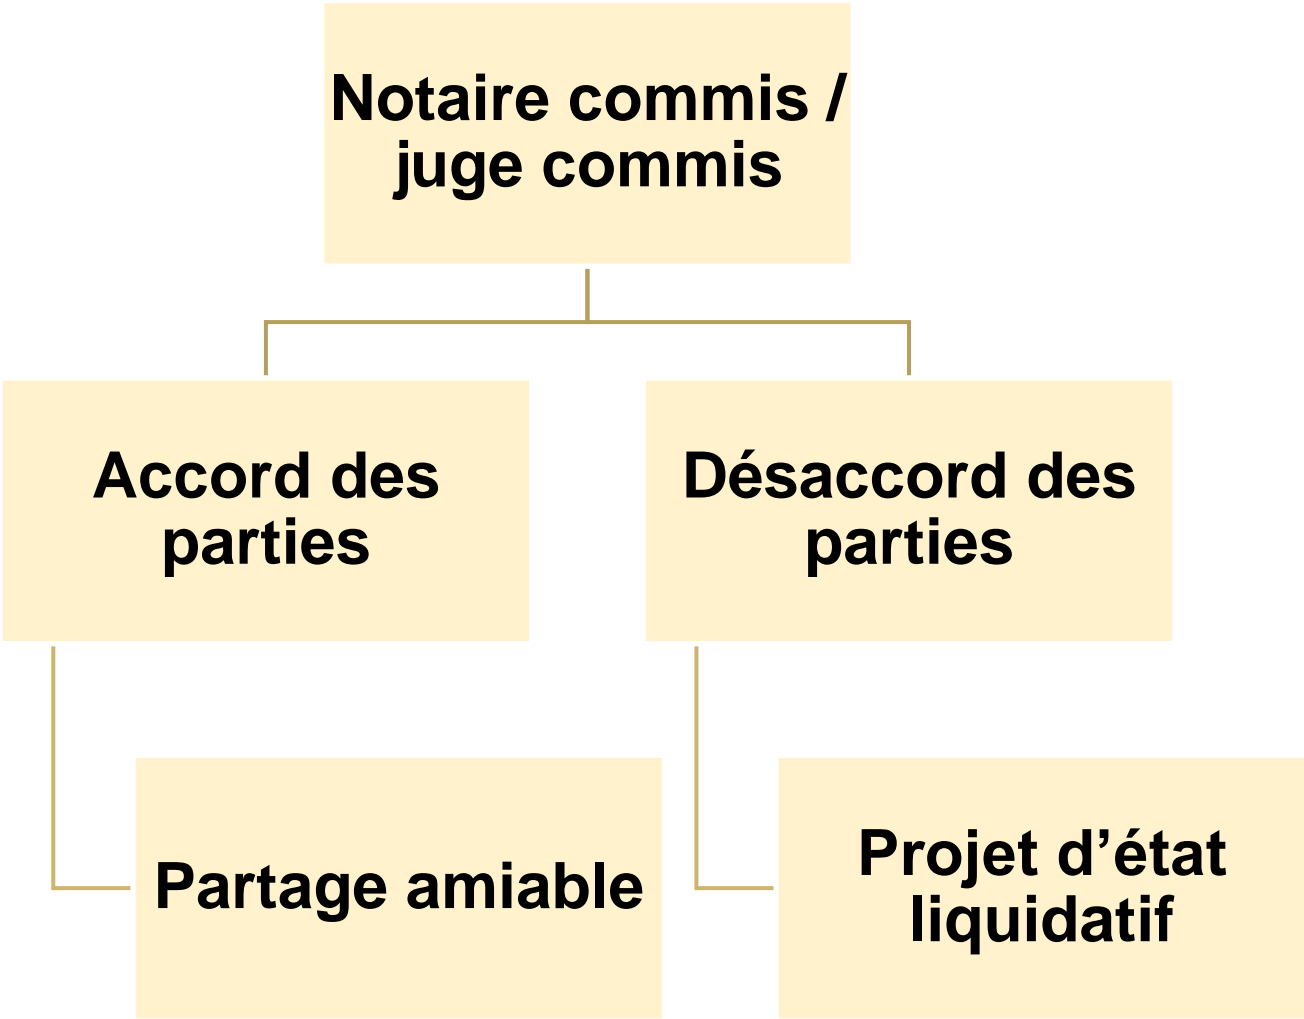 Notaire commis /
juge commis
Accord des
parties
Désaccord des
parties
Partage amiable
Projet d’état
liquidatif